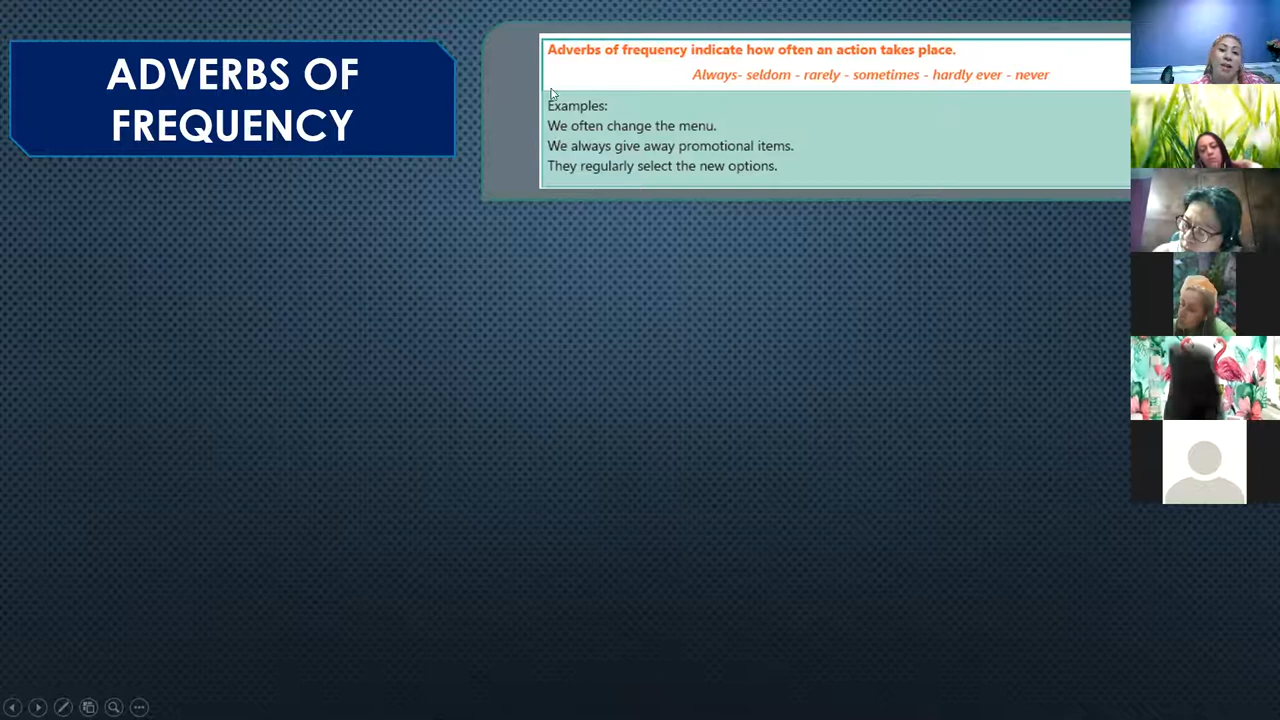 ADVERBS OF
FREQUENCY
Adverbs of frequency indicate how often an action takes place.
Always- seldom - rarely - sometimes - hardly ever - never
Examples:
We often change the menu.
We always give away promotional items.
They regularly select the new options.